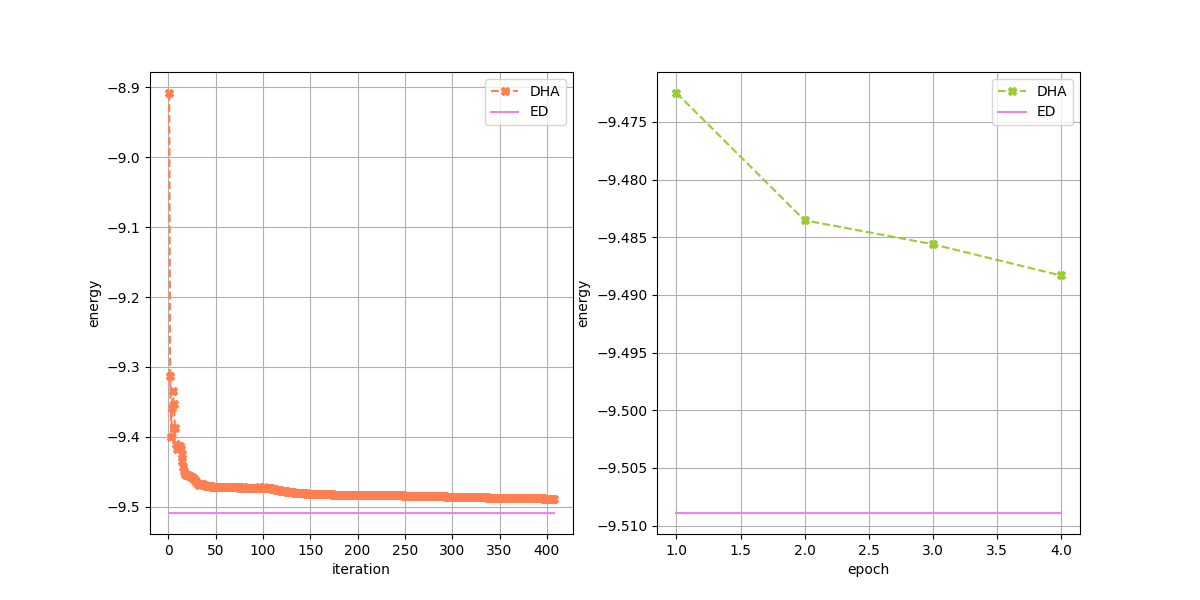 energy
−8.9
−9.0
−9.1
−9.2
−9.3
−9.4
−9.5
0 50 100 150 200 250 300 350 400
iteration
DHA
ED
energy
−9.475
−9.480
−9.485
−9.490
−9.495
−9.500
−9.505
−9.510
1.0 1.5 2.0 2.5 3.0 3.5 4.0
epoch
DHA
ED